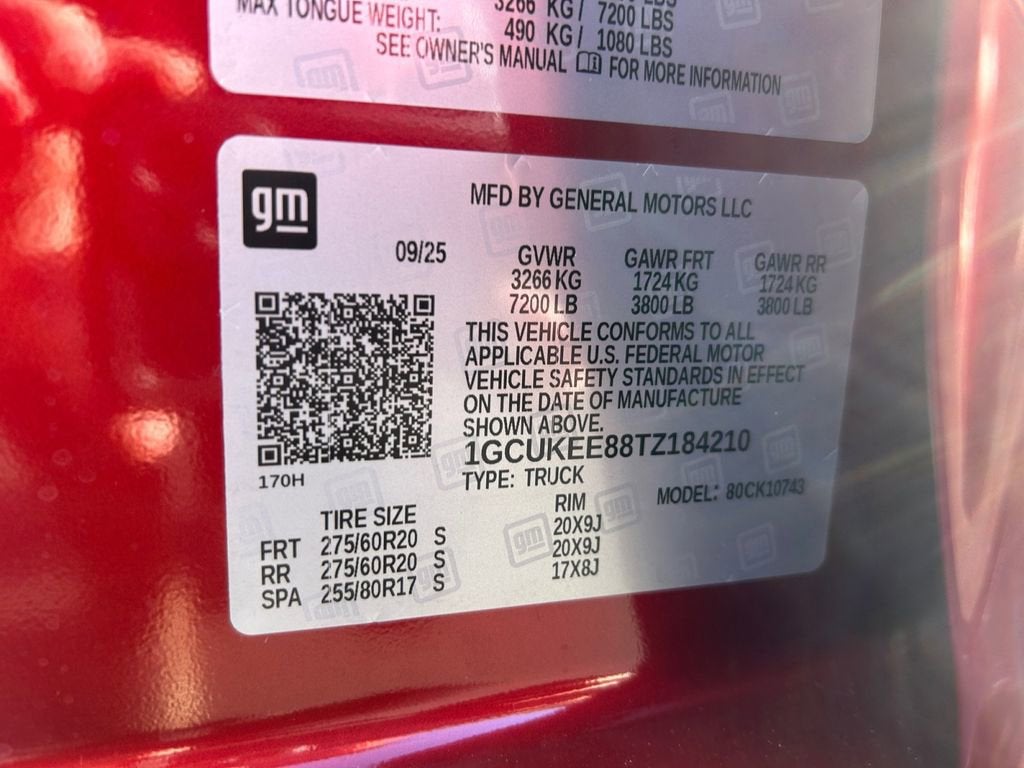 3266 KG/ 7200 LBS
MAX TONGUE WEIGHT: 490 KG/ 1080 LBS
SEE OWNER'S MANUAL FOR MORE INFORMATION
gm
MFD BY GENERAL MOTORS LLC
09/25
GVWR GAWR FRT GAWR RR
3266 KG 1724 KG 1724 KG
7200 LB 3800 LB 3800 LB
THIS VEHICLE CONFORMS TO ALL
APPLICABLE U.S. FEDERAL MOTOR
VEHICLE SAFETY STANDARDS IN EFFECT
ON THE DATE OF MANUFACTURE
SHOWN ABOVE.
1GCUKEE88TZ184210
170H
TYPE: TRUCK MODEL: 80CK10743
TIRE SIZE RIM
FRT 275/60R20 S 20X9J
RR 275/60R20 S 20X9J
SPA 255/80R17 S 17X8J